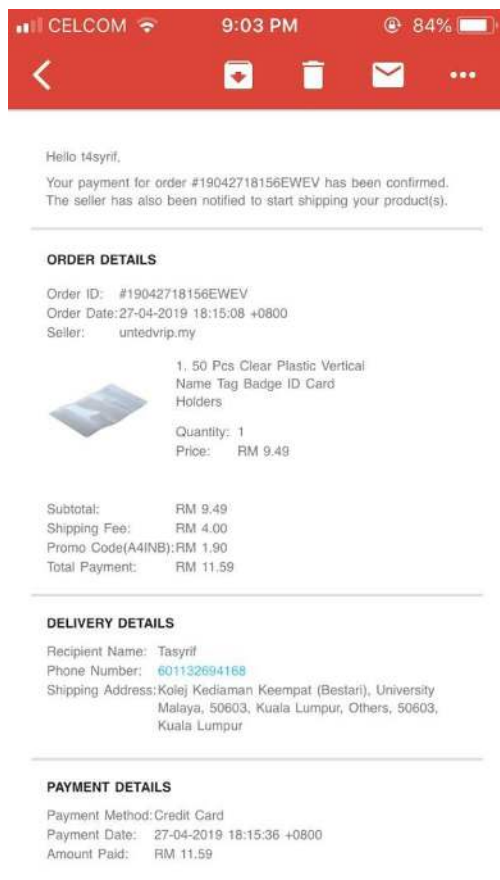 CELCOM 9:03 PM 84%
Hello t4syrif,
Your payment for order #19042718156EWEV has been confirmed.
The seller has also been notified to start shipping your product(s).
ORDER DETAILS
Order ID: #19042718156EWEV
Order Date: 27-04-2019 18:15:08 +0800
Seller: untedvrip.my
1. 50 Pcs Clear Plastic Vertical
Name Tag Badge ID Card
Holders
Quantity: 1
Price: RM 9.49
Subtotal: RM 9.49
Shipping Fee: RM 4.00
Promo Code(A4INB): RM 1.90
Total Payment: RM 11.59
DELIVERY DETAILS
Recipient Name: Tasyrif
Phone Number: 601132694168
Shipping Address: Kolej Kediaman Keempat (Bestari), University
Malaya, 50603, Kuala Lumpur, Others, 50603,
Kuala Lumpur
PAYMENT DETAILS
Payment Method: Credit Card
Payment Date: 27-04-2019 18:15:36 +0800
Amount Paid: RM 11.59